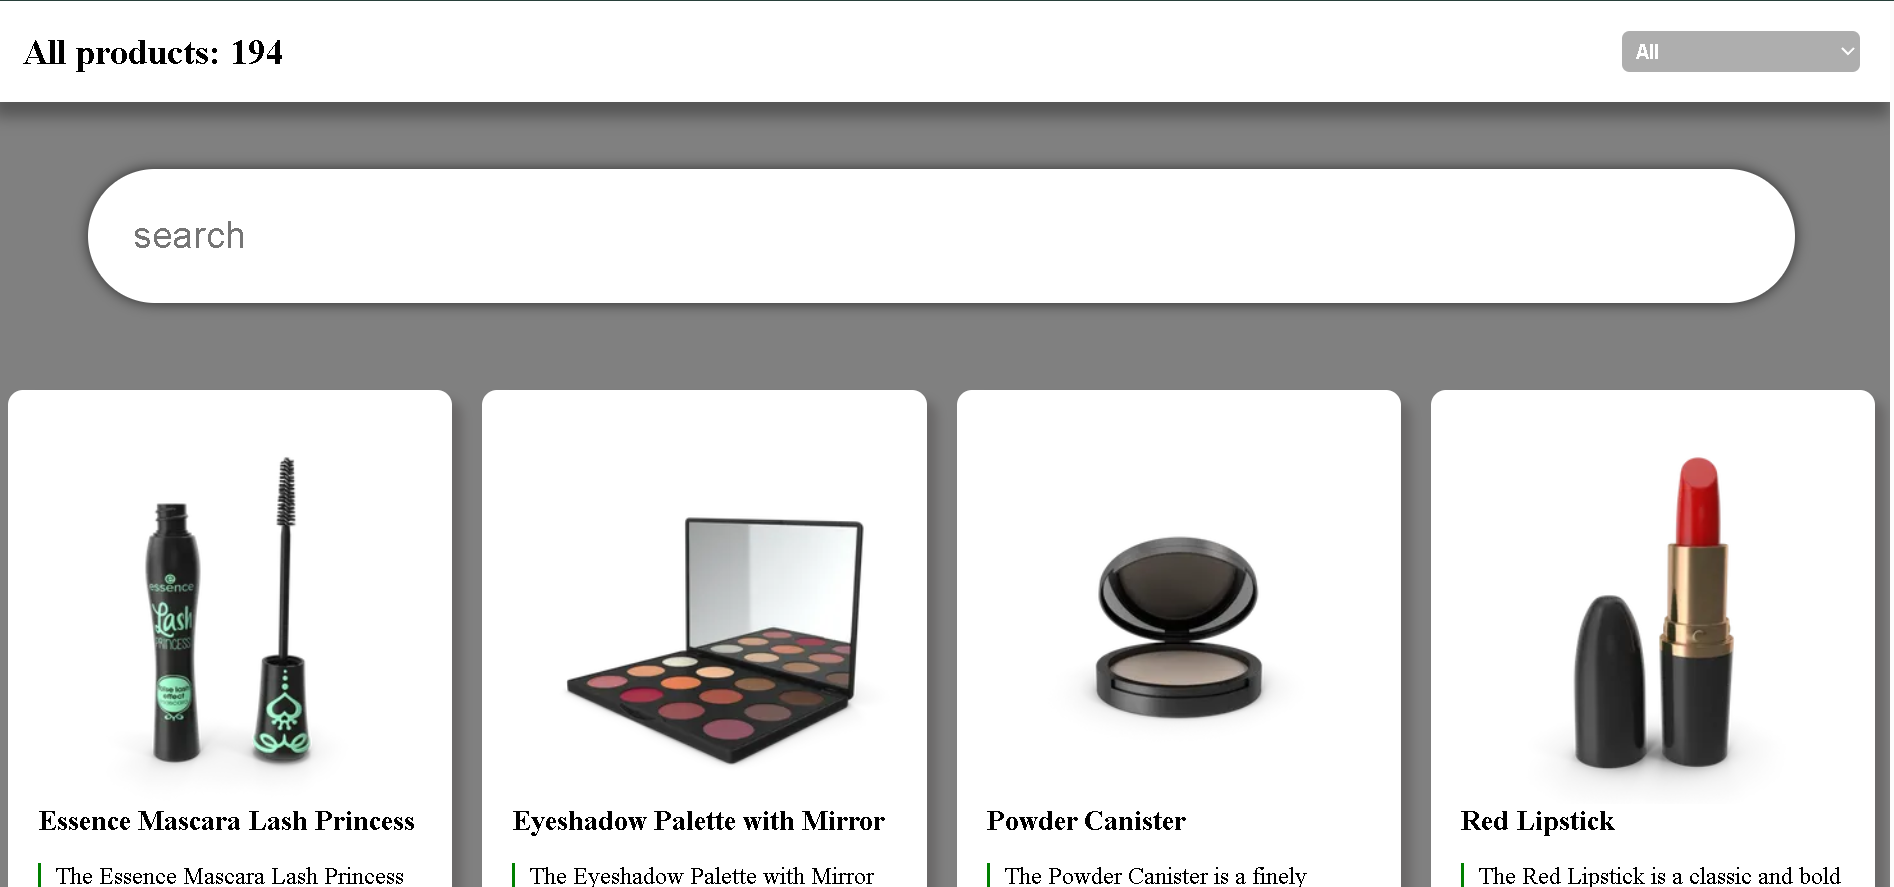 All products: 194
All
search
essence
Lash
PRINCESS
false lash
effect
Essence Mascara Lash Princess
Eyeshadow Palette with Mirror
Powder Canister
Red Lipstick
The Essence Mascara Lash Princess
The Eyeshadow Palette with Mirror
The Powder Canister is a finely
The Red Lipstick is a classic and bold